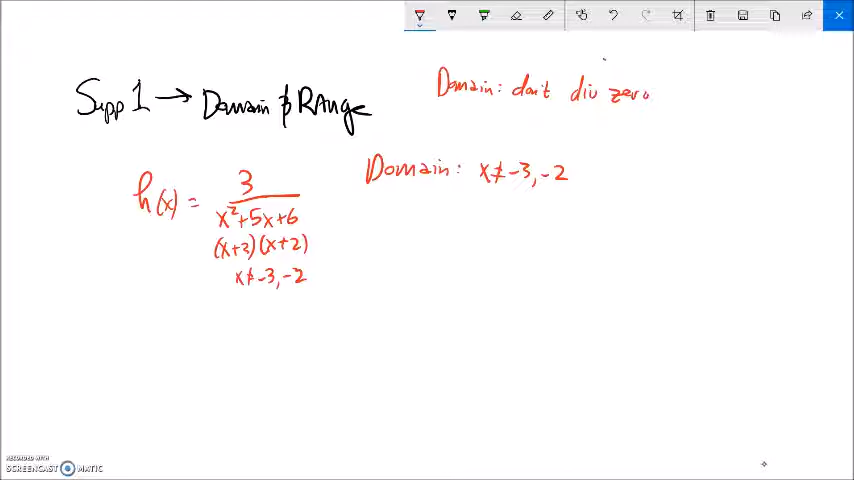 Supp 1 → Domain & Range
Domain: don't div zero
Domain: x ≠ -3, -2
h(x) = 3
x²+5x+6
(x+3)(x+2)
x ≠ -3, -2
RECORDED WITH
SCREENCAST MATIC